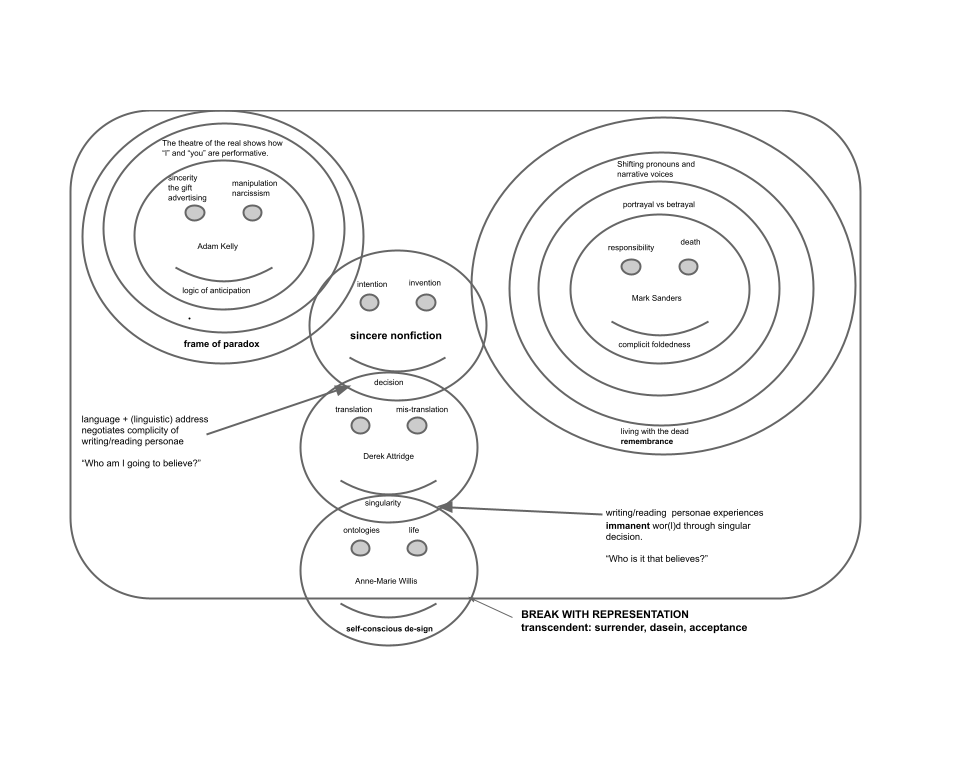 The theatre of the real shows how
"I" and "you" are performative.
sincerity
the gift
advertising
manipulation
narcissism
Adam Kelly
logic of anticipation
frame of paradox
Shifting pronouns and
narrative voices
portrayal vs betrayal
responsibility
death
Mark Sanders
complicit foldedness
living with the dead
remembrance
intention
invention
sincere nonfiction
decision
translation
mis-translation
Derek Attridge
singularity
ontologies
life
Anne-Marie Willis
self-conscious de-sign
language + (linguistic) address
negotiates complicity of
writing/reading personae
"Who am I going to believe?"
writing/reading personae experiences
immanent wor(l)d through singular
decision.
"Who is it that believes?"
BREAK WITH REPRESENTATION
transcendent: surrender, dasein, acceptance